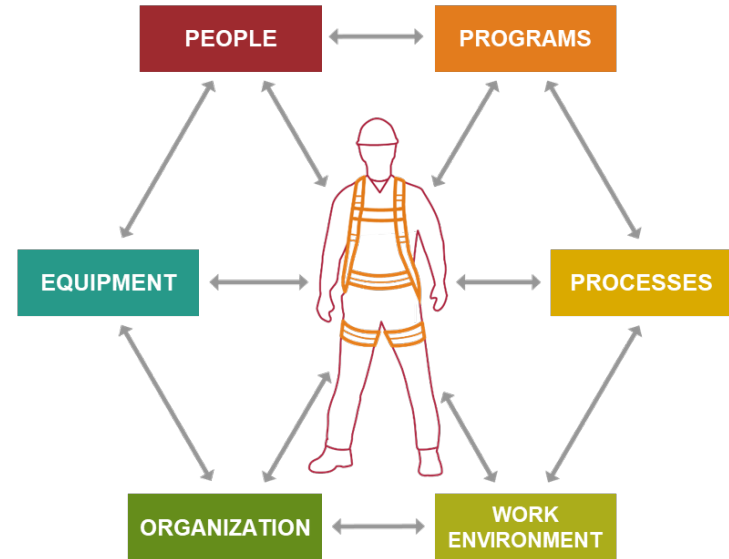 PEOPLE
PROGRAMS
EQUIPMENT
PROCESSES
ORGANIZATION
WORK
ENVIRONMENT